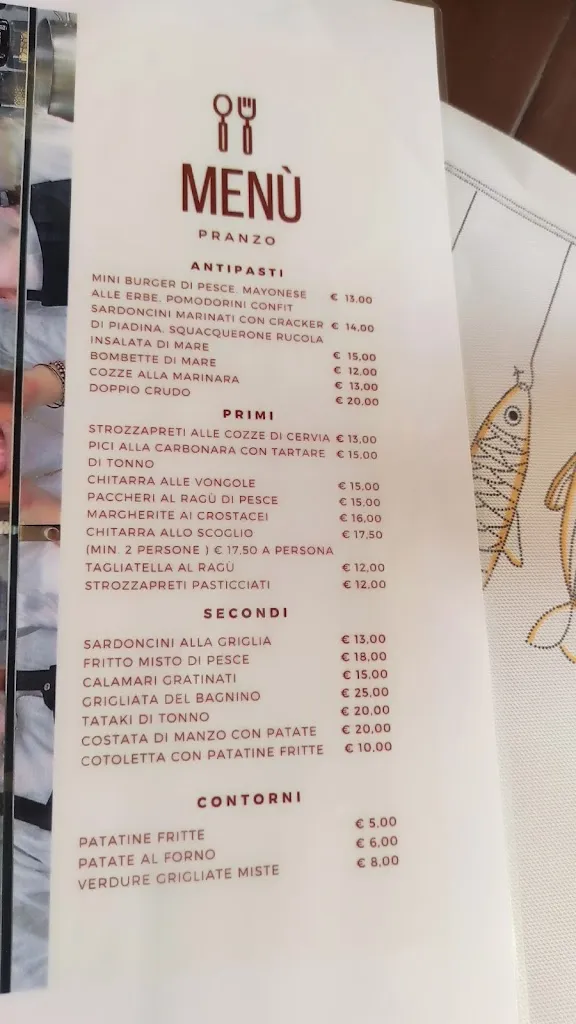 MENÙ
PRANZO
ANTIPASTI
MINI BURGER DI PESCE, MAYONESE € 13,00
ALLE ERBE, POMODORINI CONFIT
SARDONCINI MARINATI CON CRACKER € 14,00
DI PIADINA, SQUACQUERONE RUCOLA
INSALATA DI MARE € 15,00
BOMBETTE DI MARE € 12,00
COZZE ALLA MARINARA € 13,00
DOPPIO CRUDO € 20,00
PRIMI
STROZZAPRETI ALLE COZZE DI CERVIA € 13,00
PICI ALLA CARBONARA CON TARTARE € 15,00
DI TONNO
CHITARRA ALLE VONGOLE € 15,00
PACCHERI AL RAGÙ DI PESCE € 15,00
MARGHERITE AI CROSTACEI € 16,00
CHITARRA ALLO SCOGLIO € 17,50
(MIN. 2 PERSONE ) € 17,50 A PERSONA
TAGLIATELLA AL RAGÙ € 12,00
STROZZAPRETI PASTICCIATI € 12,00
SECONDI
SARDONCINI ALLA GRIGLIA € 13,00
FRITTO MISTO DI PESCE € 18,00
CALAMARI GRATINATI € 15,00
GRIGLIATA DEL BAGNINO € 25,00
TATAKI DI TONNO € 20,00
COSTATA DI MANZO CON PATATE € 20,00
COTOLETTA CON PATATINE FRITTE € 10,00
CONTORNI
PATATINE FRITTE € 5,00
PATATE AL FORNO € 6,00
VERDURE GRIGLIATE MISTE € 8,00